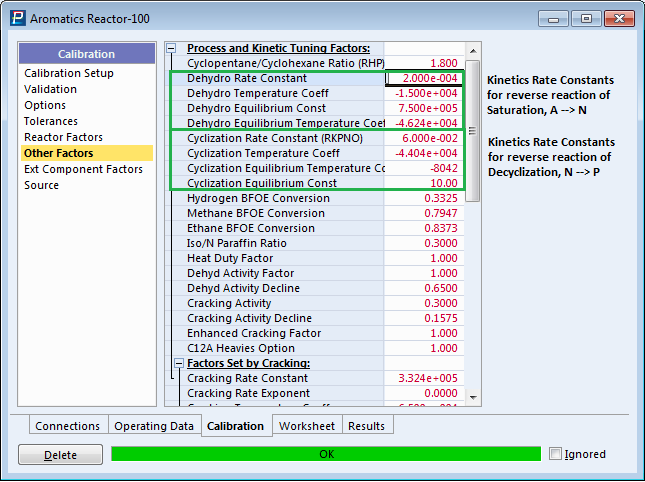 Aromatics Reactor-100
Calibration
Calibration Setup
Validation
Options
Tolerances
Reactor Factors
Other Factors
Ext Component Factors
Source
Process and Kinetic Tuning Factors:
Cyclopentane/Cyclohexane Ratio (RHP) 1.800
Dehydro Rate Constant 2.000e-004
Dehydro Temperature Coeff -1.500e+004
Dehydro Equilibrium Const 7.500e+005
Dehydro Equilibrium Temperature Coef -4.624e+004
Cyclization Rate Constant (RKPNO) 6.000e-002
Cyclization Temperature Coeff -4.404e+004
Cyclization Equilibrium Temperature Co -8042
Cyclization Equilibrium Const 10.00
Hydrogen BFOE Conversion 0.3325
Methane BFOE Conversion 0.7947
Ethane BFOE Conversion 0.8373
Iso/N Paraffin Ratio 0.3000
Heat Duty Factor 1.000
Dehyd Activity Factor 1.000
Dehyd Activity Decline 0.6500
Cracking Activity 0.3000
Cracking Activity Decline 0.1575
Enhanced Cracking Factor 1.000
C12A Heavies Option 1.000
Factors Set by Cracking:
Cracking Rate Constant 3.324e+005
Cracking Rate Exponent 0.0000
Kinetics Rate Constants
for reverse reaction of
Saturation, A --> N
Kinetics Rate Constants
for reverse reaction of
Decyclization, N --> P
Connections Operating Data Calibration Worksheet Results
Delete OK Ignored